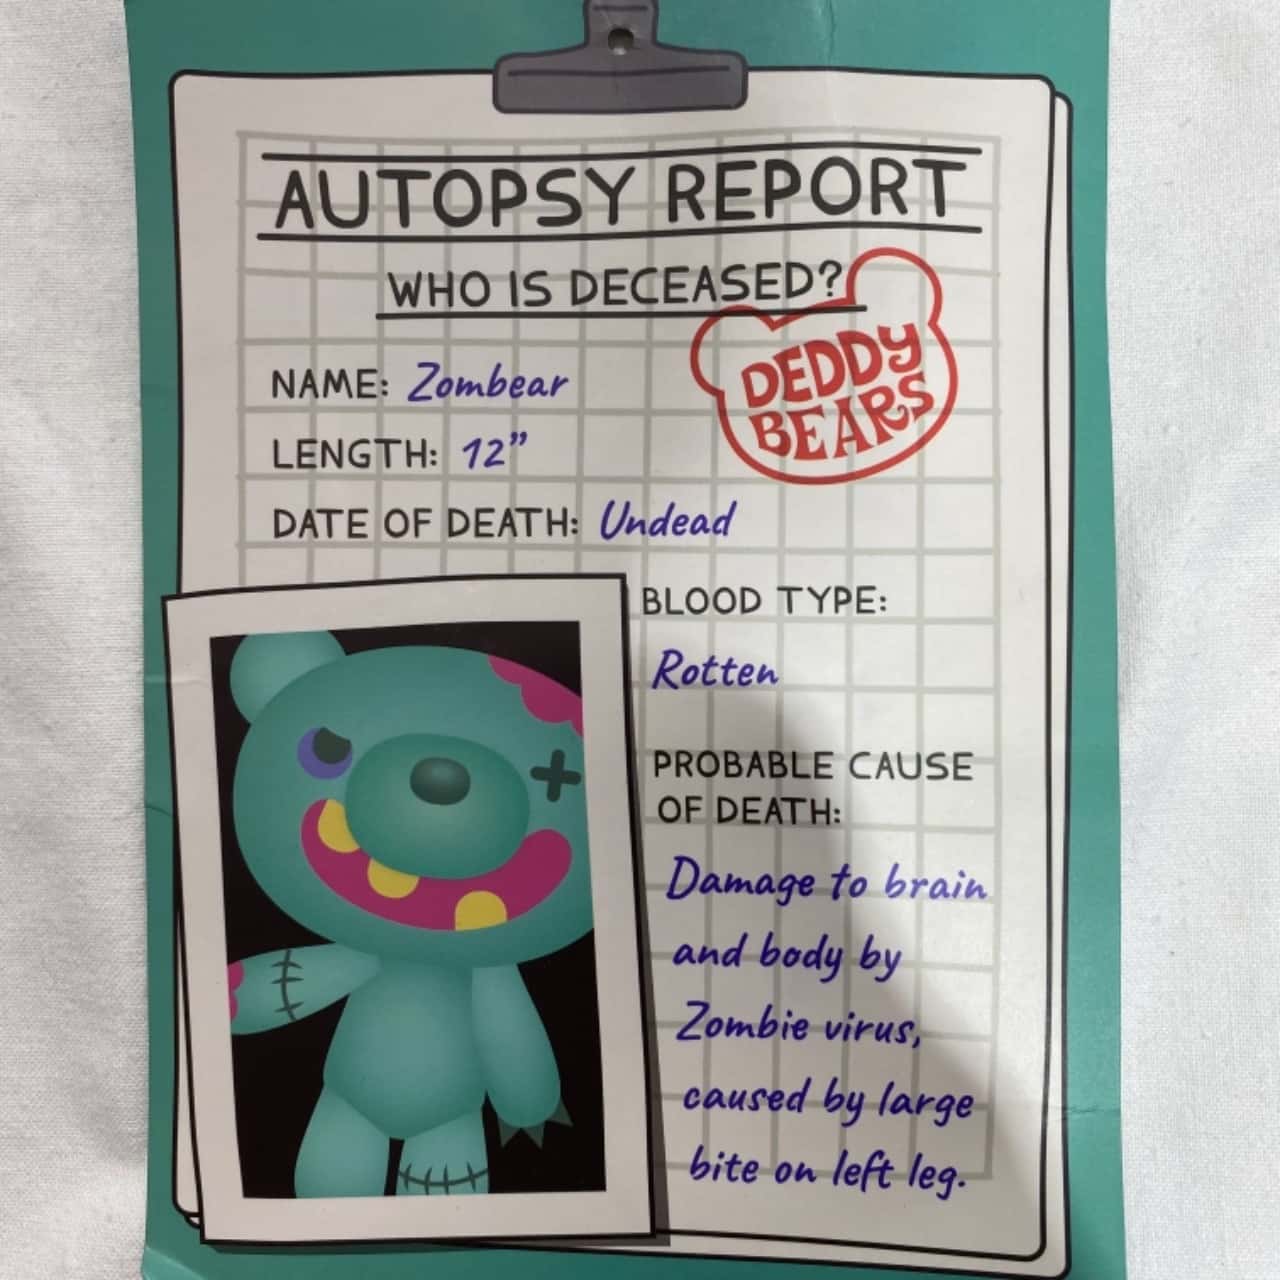 AUTOPSY REPORT
WHO IS DECEASED?
DEDDY
BEARS
NAME: Zombear
LENGTH: 12”
DATE OF DEATH: Undead
BLOOD TYPE:
Rotten
PROBABLE CAUSE
OF DEATH:
Damage to brain
and body by
Zombie virus,
caused by large
bite on left leg.